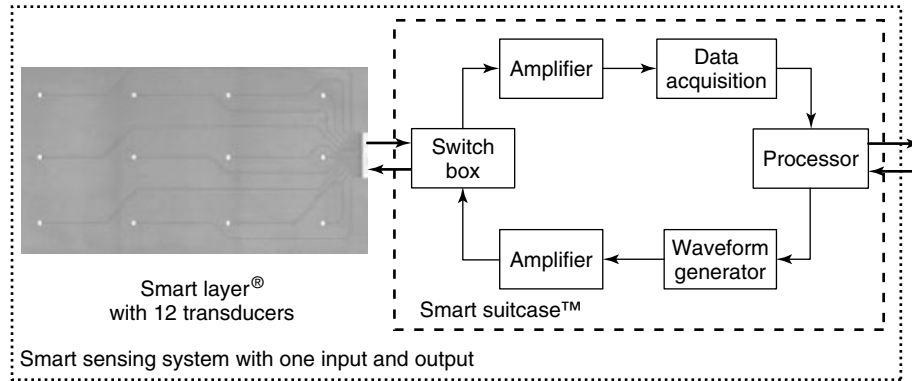 Amplifier
Data
acquisition
Switch
box
Processor
Amplifier
Waveform
generator
Smart layer®
with 12 transducers
Smart suitcase™
Smart sensing system with one input and output